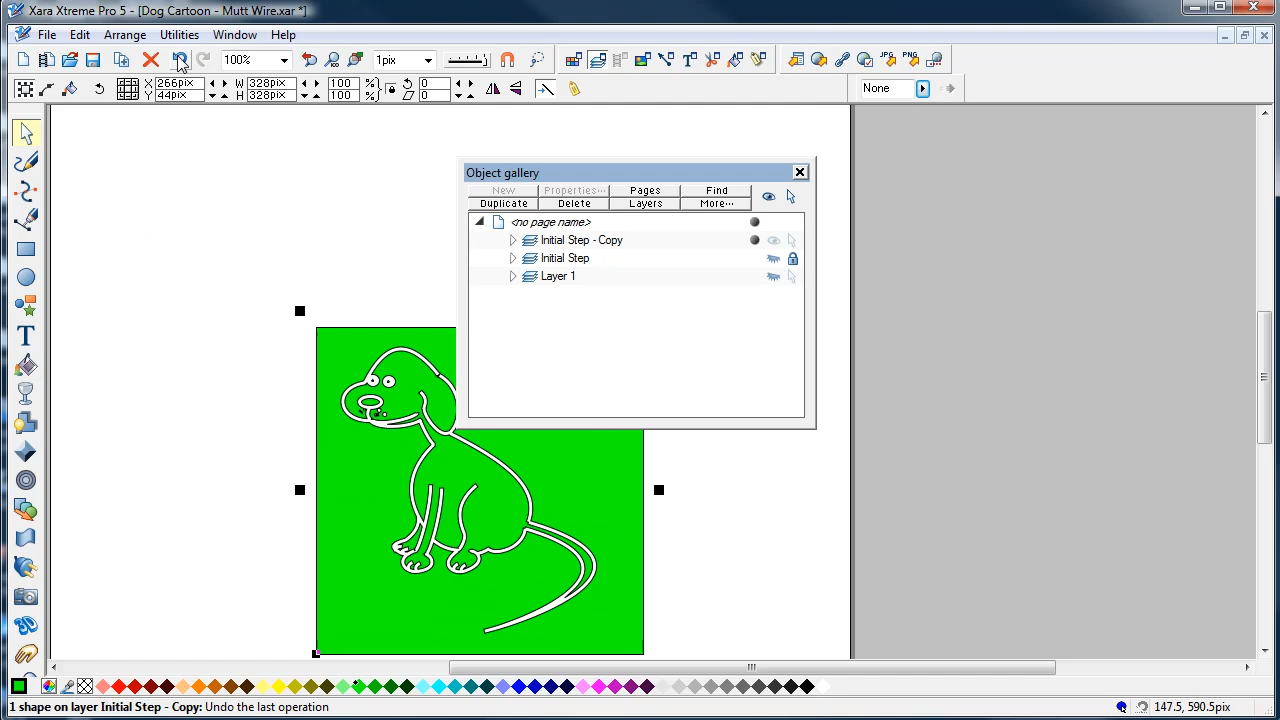 Xara Xtreme Pro 5 - [Dog Cartoon - Mutt Wire.xar *]
File Edit Arrange Utilities Window Help
100% 1pix JPG PNG
X 266pix W 328pix 100 % 0 None
Y 44pix H 328pix 100 0
Object gallery
New Properties... Pages Find
Duplicate Delete Layers More...
<no page name>
Initial Step - Copy
Initial Step
Layer 1
T
3D
1 shape on layer Initial Step - Copy: Undo the last operation 147.5, 590.5pix